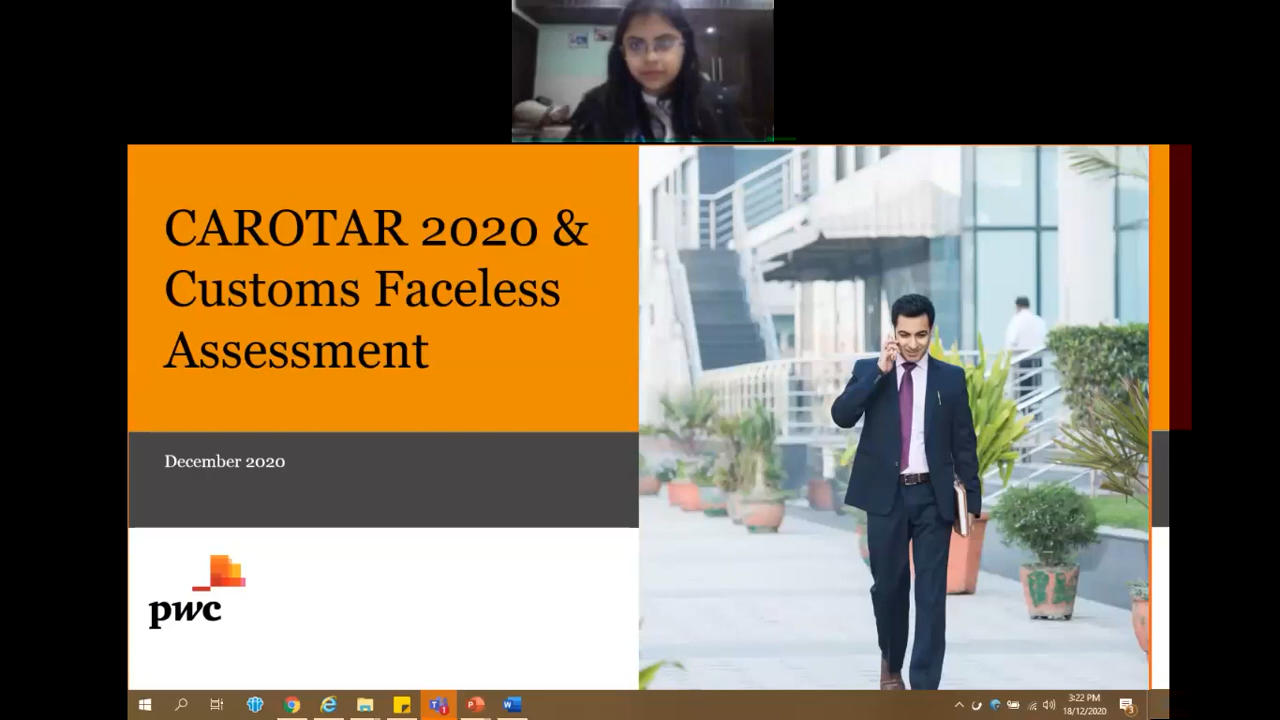 CAROTAR 2020 &
Customs Faceless
Assessment
December 2020
pwc
3:22 PM
18/12/2020